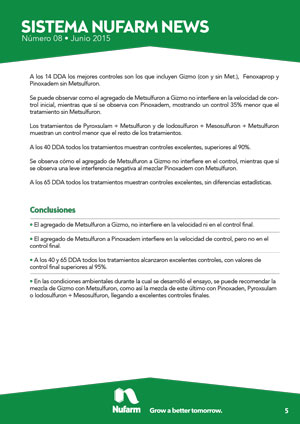 SISTEMA NUFARM NEWS
Número 08 • Junio 2015
A los 14 DDA los mejores controles son los que incluyen Gizmo (con y sin Met.), Fenoxaprop y
Pinoxadem sin Metsulfuron.
Se puede observar como el agregado de Metsulfuron a Gizmo no interfiere en la velocidad de con-
trol inicial, mientras que sí se observa con Pinoxadem, mostrando un control 35% menor que el
tratamiento sin Metsulfuron.
Los tratamientos de Pyroxsulam + Metsulfuron y de Iodosulfuron + Mesosulfuron + Metsulfuron
muestran un control menor que el resto de los tratamientos.
A los 40 DDA todos los tratamientos muestran controles excelentes, superiores al 90%.
Se observa cómo el agregado de Metsulfuron a Gizmo no interfiere en el control, mientras que sí
se observa una leve interferencia negativa al mezclar Pinoxadem con Metsulfuron.
A los 65 DDA todos los tratamientos muestran controles excelentes, sin diferencias estadísticas.
Conclusiones
• El agregado de Metsulfuron a Gizmo, no interfiere en la velocidad ni en el control final.
• El agregado de Metsulfuron a Pinoxadem interfiere en la velocidad de control, pero no en el
control final.
• A los 40 y 65 DDA todos los tratamientos alcanzaron excelentes controles, con valores de
control final superiores al 95%.
• En las condiciones ambientales durante la cual se desarrolló el ensayo, se puede recomendar la
mezcla de Gizmo con Metsulfuron, como así la mezcla de este último con Pinoxaden, Pyroxsulam
o Iodosulfuron + Mesosulfuron, llegando a excelentes controles finales.
Nufarm
Grow a better tomorrow.
5